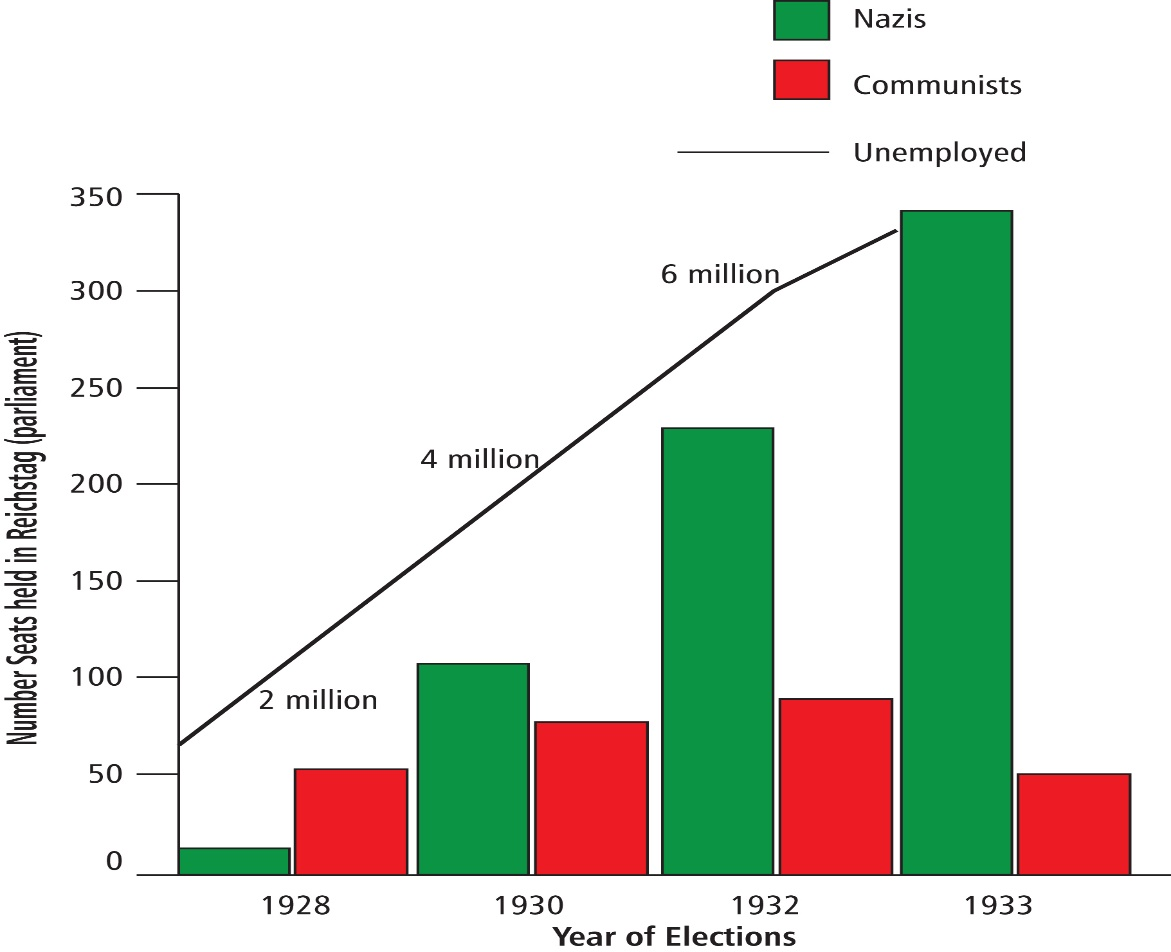 Nazis
Communists
Unemployed
350
300
250
200
150
100
50
0
Number Seats held in Reichstag (parliament)
6 million
4 million
2 million
1928 1930 1932 1933
Year of Elections